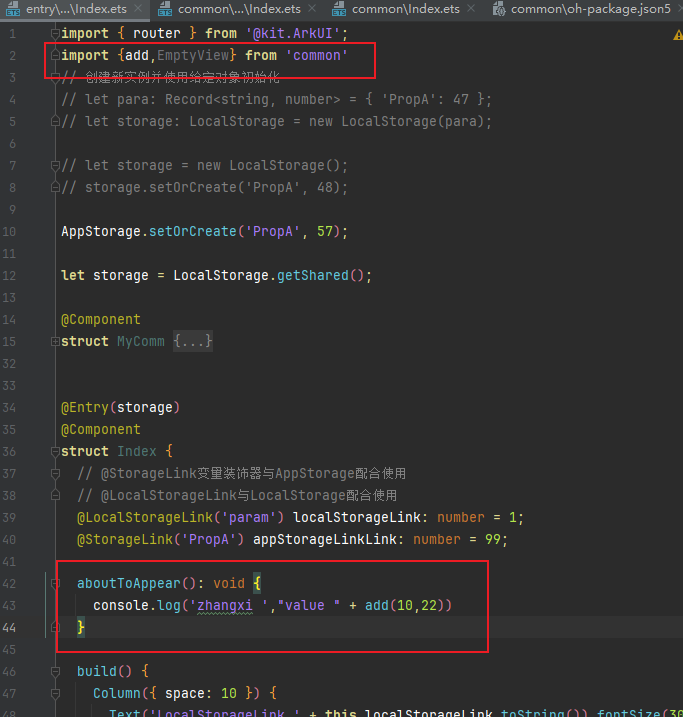 entry\...\Index.ets × common\...\Index.ets × common\Index.ets × common\oh-package.json5 ×
1 import { router } from '@kit.ArkUI';
2 import {add,EmptyView} from 'common'
3 // 创建新实例并使用给定对象初始化
4 // let para: Record<string, number> = { 'PropA': 47 };
5 // let storage: LocalStorage = new LocalStorage(para);
6
7 // let storage = new LocalStorage();
8 // storage.setOrCreate('PropA', 48);
9
10 AppStorage.setOrCreate('PropA', 57);
11
12 let storage = LocalStorage.getShared();
13
14 @Component
15 struct MyComm {...}
32
33
34 @Entry(storage)
35 @Component
36 struct Index {
37 // @StorageLink变量装饰器与AppStorage配合使用
38 // @LocalStorageLink与LocalStorage配合使用
39 @LocalStorageLink('param') localStorageLink: number = 1;
40 @StorageLink('PropA') appStorageLinkLink: number = 99;
41
42 aboutToAppear(): void {
43 console.log('zhangxi ',"value " + add(10,22))
44 }
45
46 build() {
47 Column({ space: 10 }) {
48 Text('LocalStorageLink ' + this.localStorageLink.toString()).fontSize(30